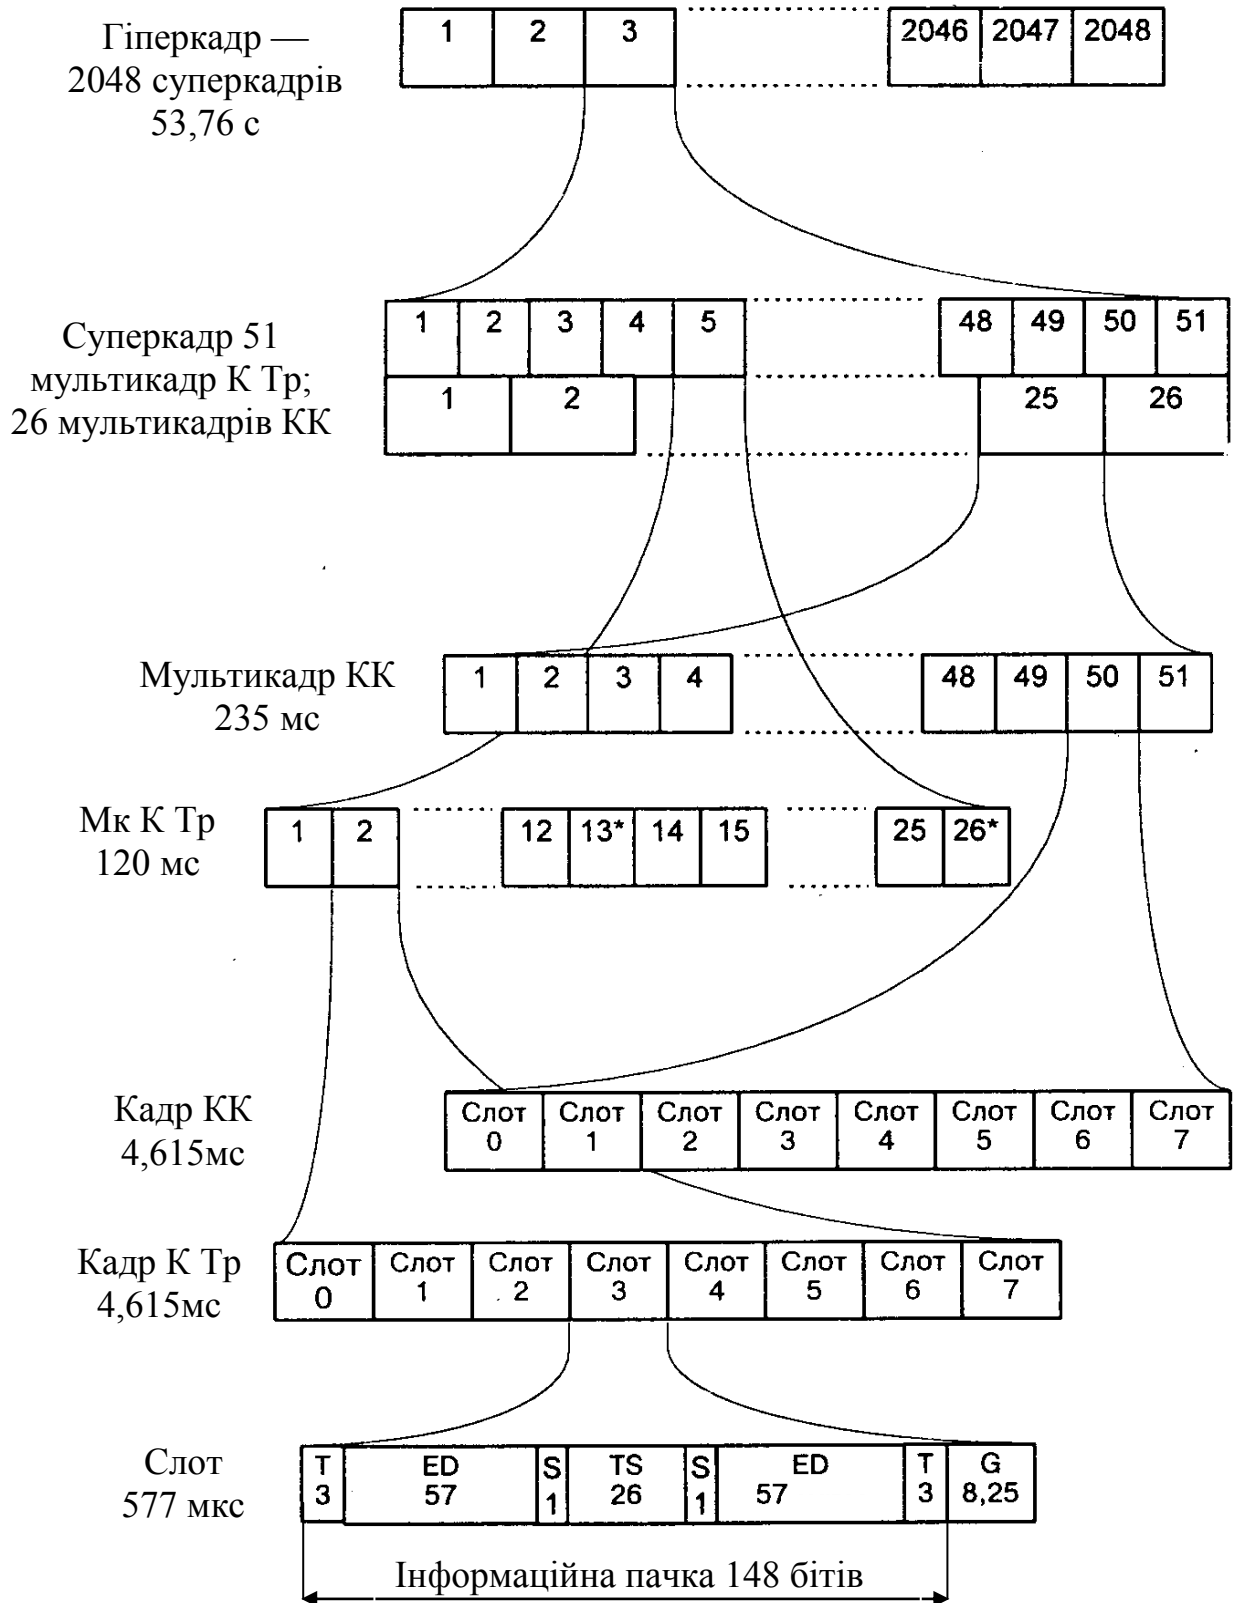 Гіперкадр —
2048 суперкадрів
53,76 с
1 2 3 2046 2047 2048
Суперкадр 51
мультикадр К Тр;
26 мультикадрів КК
1 2 3 4 5 48 49 50 51
1 2 25 26
Мультикадр КК
235 мс
1 2 3 4 48 49 50 51
Мк К Тр
120 мс
1 2 12 13* 14 15 25 26*
Кадр КК
4,615мс
Слот Слот Слот Слот Слот Слот Слот Слот
0 1 2 3 4 5 6 7
Кадр К Тр
4,615мс
Слот Слот Слот Слот Слот Слот Слот Слот
0 1 2 3 4 5 6 7
Слот
577 мкс
T ED S TS S ED T G
3 57 1 26 1 57 3 8,25
Інформаційна пачка 148 бітів